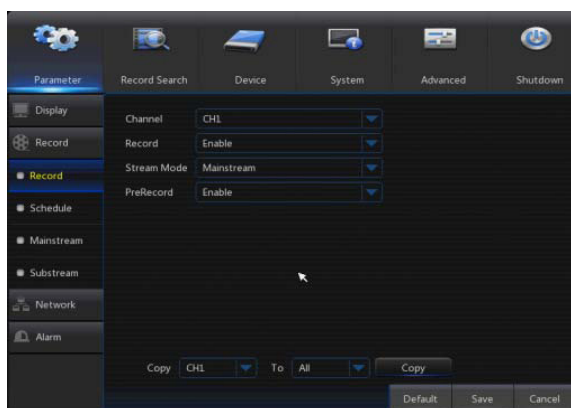 Parameter Record Search Device System Advanced Shutdown
Display
Record
Record
Schedule
Mainstream
Substream
Network
Alarm
Channel CH1
Record Enable
Stream Mode Mainstream
PreRecord Enable
Copy CH1 To All Copy
Default Save Cancel